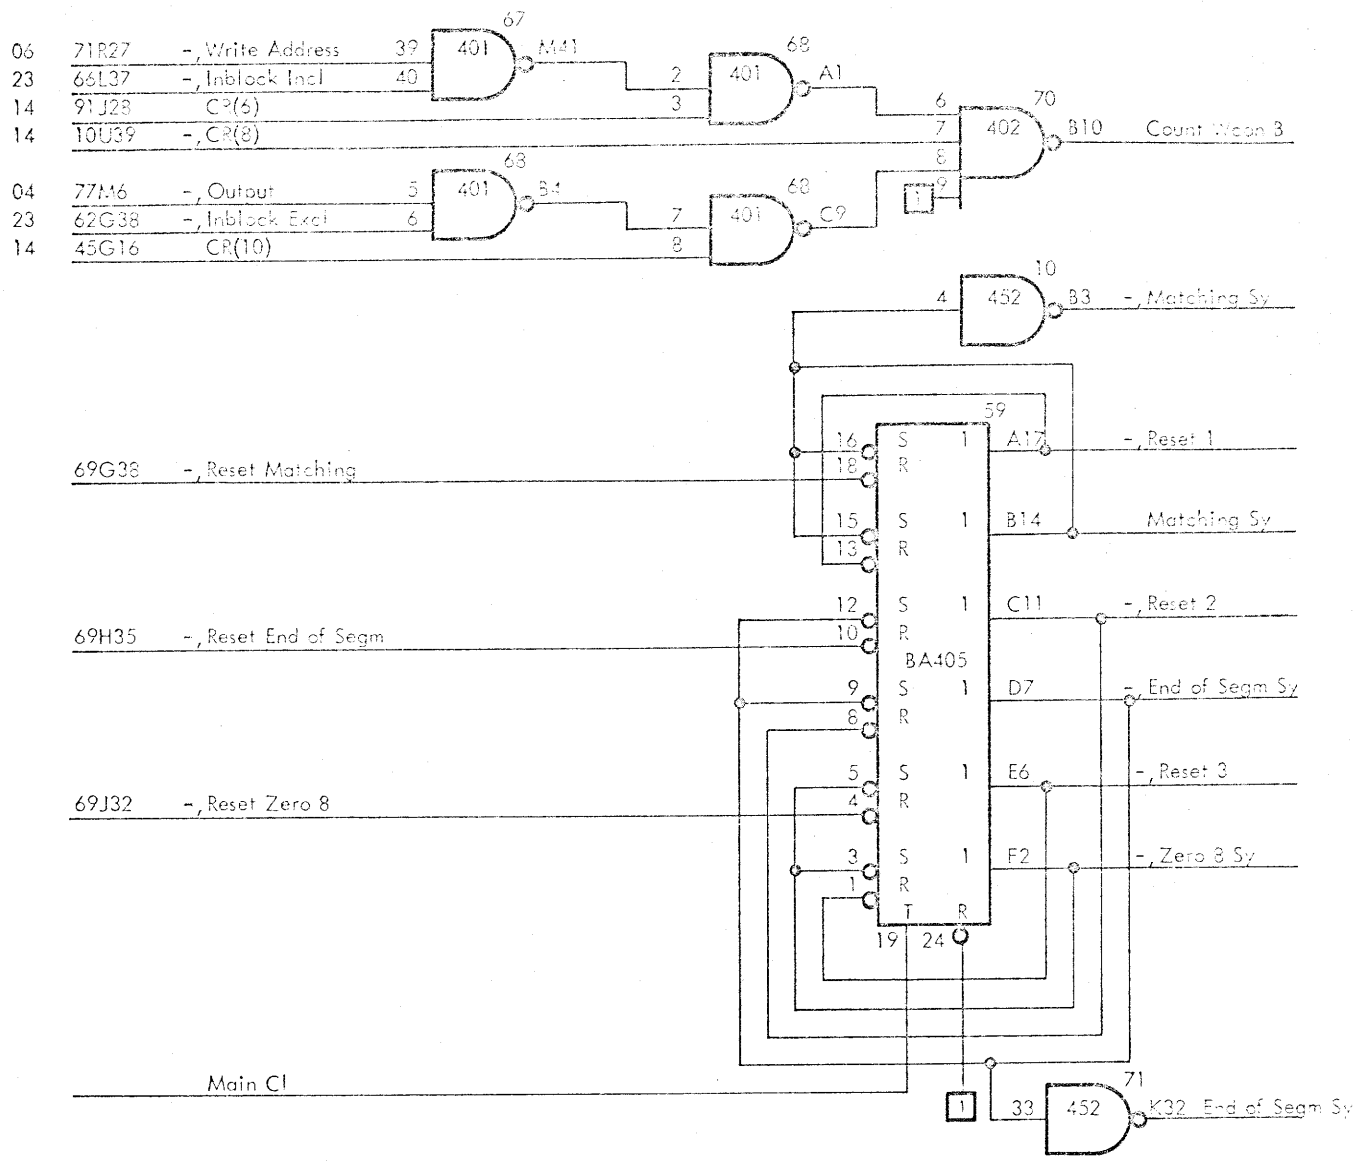 67
06 71R27 -,Write Address 39 401 M41
68
23 66L37 -,Inblock Incl 40 2 401 A1
14 91J28 CR(6) 3 6 70
14 10U39 -,CR(8) 7 402 B10
68 8
04 77M6 -,Output 5 401 B4 68 1 9
23 62G38 -,Inblock Excl 6 7 401 C9
14 45G16 CR(10) 8
10
4 452 B3 -,Matching Sy
59
16 S 1 A17 -,Reset 1
69G38 -,Reset Matching 18 R
15 S 1 B14 Matching Sy
13 R
12 S 1 C11 -,Reset 2
69H35 -,Reset End of Segm 10 R
BA405
9 S 1 D7 -,End of Segm Sy
8 R
5 S 1 E6 -,Reset 3
69J32 -,Reset Zero 8 4 R
3 S 1 F2 -,Zero 8 Sy
1 R
T R
19 24
Main Cl 71
1 33 452 K32 End of Segm Sy